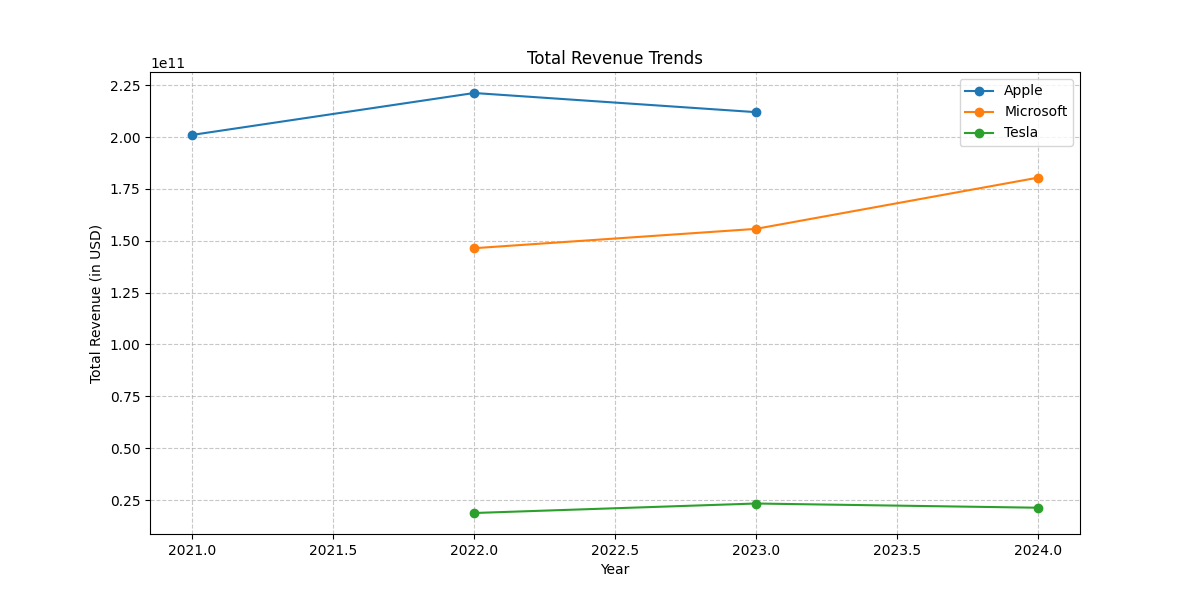 Total Revenue Trends
1e11
2.25
2.00
1.75
1.50
1.25
1.00
0.75
0.50
0.25
Total Revenue (in USD)
Apple
Microsoft
Tesla
2021.0 2021.5 2022.0 2022.5 2023.0 2023.5 2024.0
Year